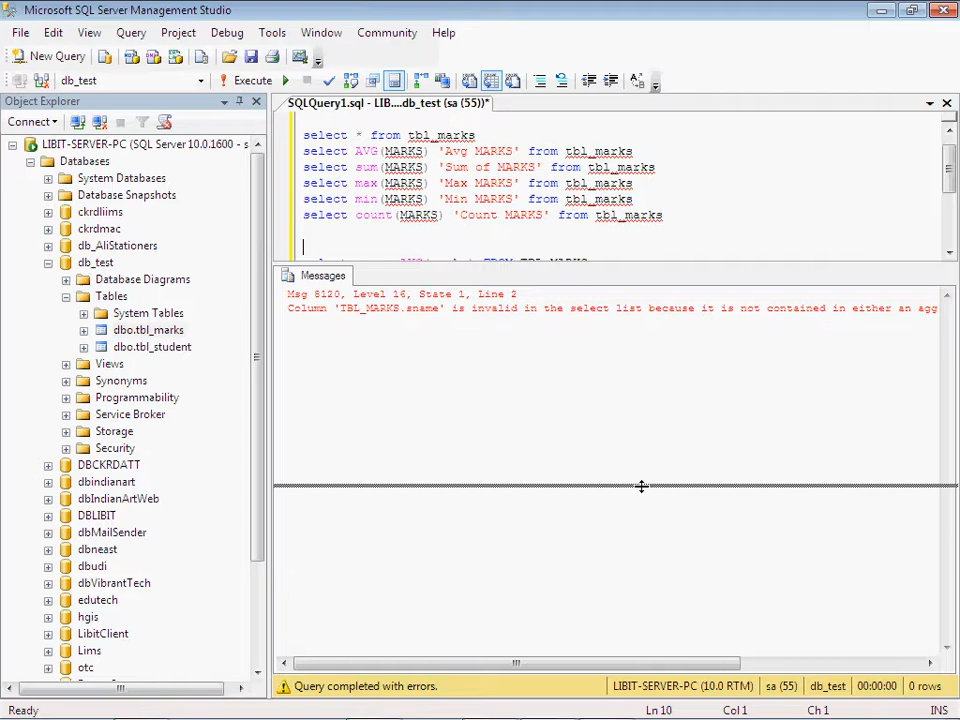 Microsoft SQL Server Management Studio
File Edit View Query Project Debug Tools Window Community Help
New Query
db_test Execute
Object Explorer
SQLQuery1.sql - LIB....db_test (sa (55))*
Connect
LIBIT-SERVER-PC (SQL Server 10.0.1600 - s
Databases
System Databases
Database Snapshots
ckrdliims
ckrdmac
db_AliStationers
db_test
Database Diagrams
Tables
System Tables
dbo.tbl_marks
dbo.tbl_student
Views
Synonyms
Programmability
Service Broker
Storage
Security
DBCKRDATT
dbindianart
dbIndianArtWeb
DBLIBIT
dbMailSender
dbneast
dbudi
dbVibrantTech
edutech
hgis
LibitClient
Lims
otc
select * from tbl_marks
select AVG(MARKS) 'Avg MARKS' from tbl_marks
select sum(MARKS) 'Sum of MARKS' from tbl_marks
select max(MARKS) 'Max MARKS' from tbl_marks
select min(MARKS) 'Min MARKS' from tbl_marks
select count(MARKS) 'Count MARKS' from tbl_marks
Messages
Msg 8120, Level 16, State 1, Line 2
Column 'TBL_MARKS.sname' is invalid in the select list because it is not contained in either an agg
Query completed with errors. LIBIT-SERVER-PC (10.0 RTM) sa (55) db_test 00:00:00 0 rows
Ready Ln 10 Col 1 Ch 1 INS